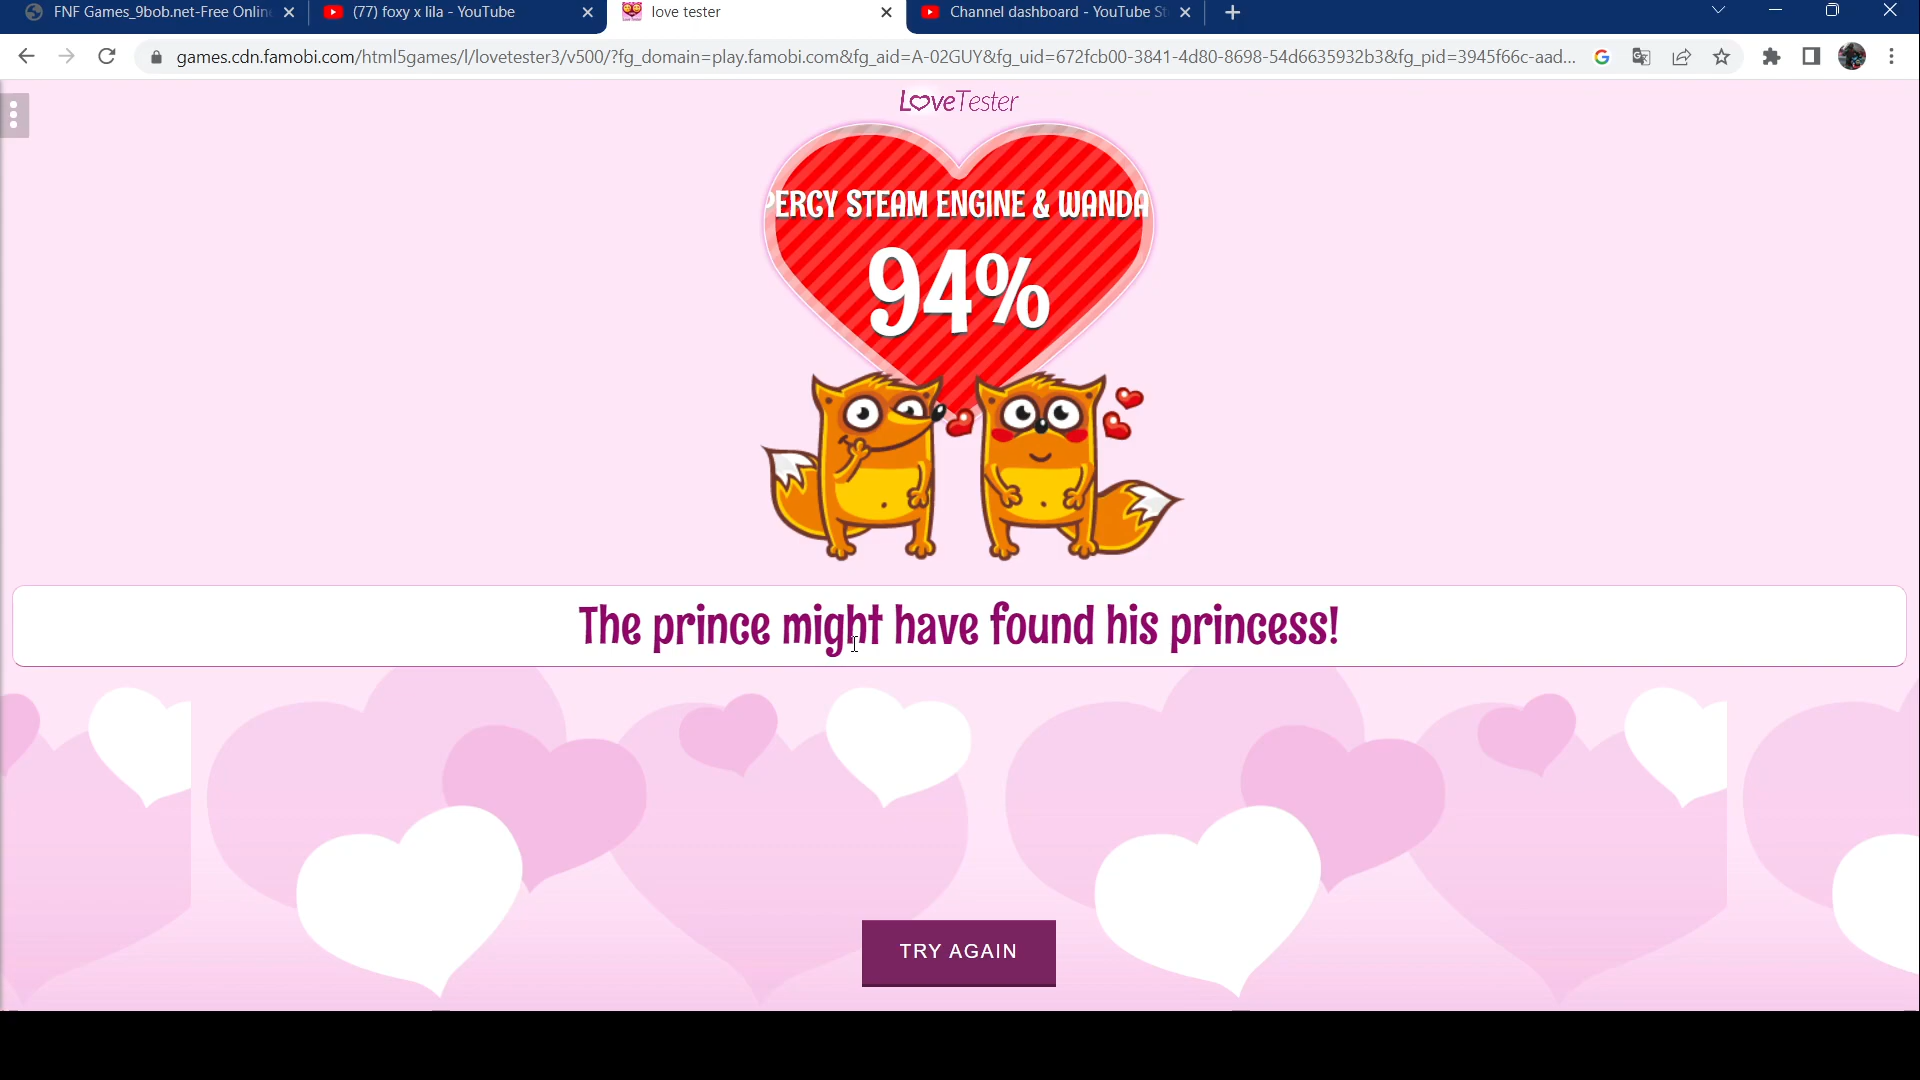 FNF Games_9bob.net-Free Onlin
(77) foxy x lila - YouTube
love tester
Channel dashboard - YouTube St
games.cdn.famobi.com/html5games/l/lovetester3/v500/?fg_domain=play.famobi.com&fg_aid=A-02GUY&fg_uid=672fcb00-3841-4d80-8698-54d6635932b3&fg_pid=3945f66c-aad...
LoveTester
PERCY STEAM ENGINE & WANDA
94%
The prince might have found his princess!
TRY AGAIN